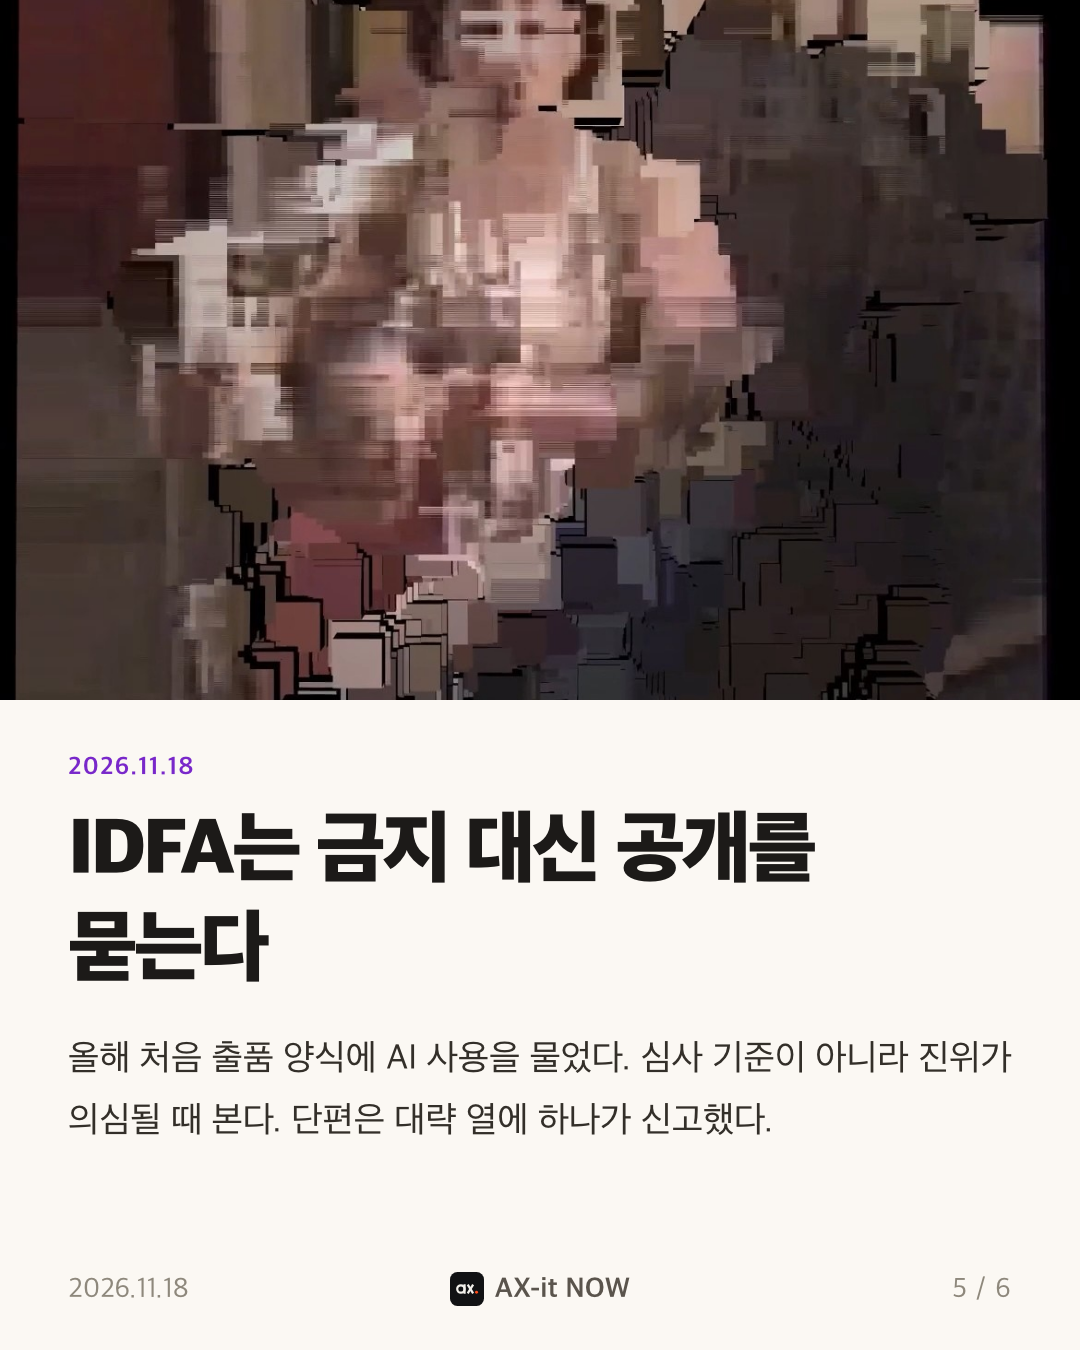 2026.11.18
IDFA는 금지 대신 공개를
묻는다
올해 처음 출품 양식에 AI 사용을 물었다. 심사 기준이 아니라 진위가
의심될 때 본다. 단편은 대략 열에 하나가 신고했다.
2026.11.18
ax. AX-it NOW
5 / 6